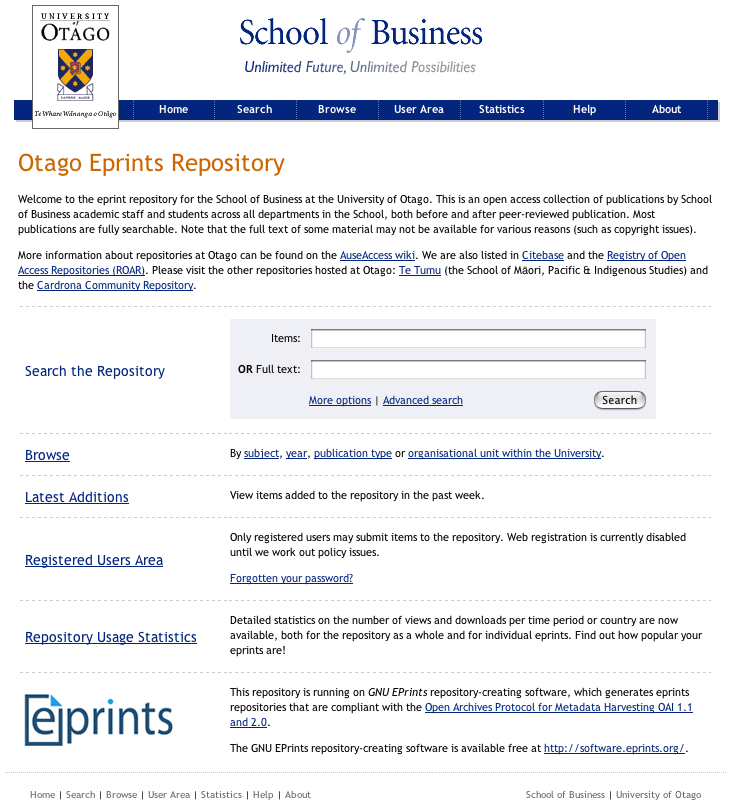 UNIVERSITY
of
OTAGO
SAPERE AUDE
Te Whare Wānanga o Otāgo
School of Business
Unlimited Future, Unlimited Possibilities
Home Search Browse User Area Statistics Help About
Otago Eprints Repository
Welcome to the eprint repository for the School of Business at the University of Otago. This is an open access collection of publications by School
of Business academic staff and students across all departments in the School, both before and after peer-reviewed publication. Most
publications are fully searchable. Note that the full text of some material may not be available for various reasons (such as copyright issues).
More information about repositories at Otago can be found on the AuseAccess wiki. We are also listed in Citebase and the Registry of Open
Access Repositories (ROAR). Please visit the other repositories hosted at Otago: Te Tumu (the School of Māori, Pacific & Indigenous Studies) and
the Cardrona Community Repository.
Search the Repository
Items:
OR Full text:
More options | Advanced search
Search
Browse
By subject, year, publication type or organisational unit within the University.
Latest Additions
View items added to the repository in the past week.
Registered Users Area
Only registered users may submit items to the repository. Web registration is currently disabled
until we work out policy issues.
Forgotten your password?
Repository Usage Statistics
Detailed statistics on the number of views and downloads per time period or country are now
available, both for the repository as a whole and for individual eprints. Find out how popular your
eprints are!
eprints
This repository is running on GNU EPrints repository-creating software, which generates eprints
repositories that are compliant with the Open Archives Protocol for Metadata Harvesting OAI 1.1
and 2.0.
The GNU EPrints repository-creating software is available free at http://software.eprints.org/.
Home | Search | Browse | User Area | Statistics | Help | About
School of Business | University of Otago